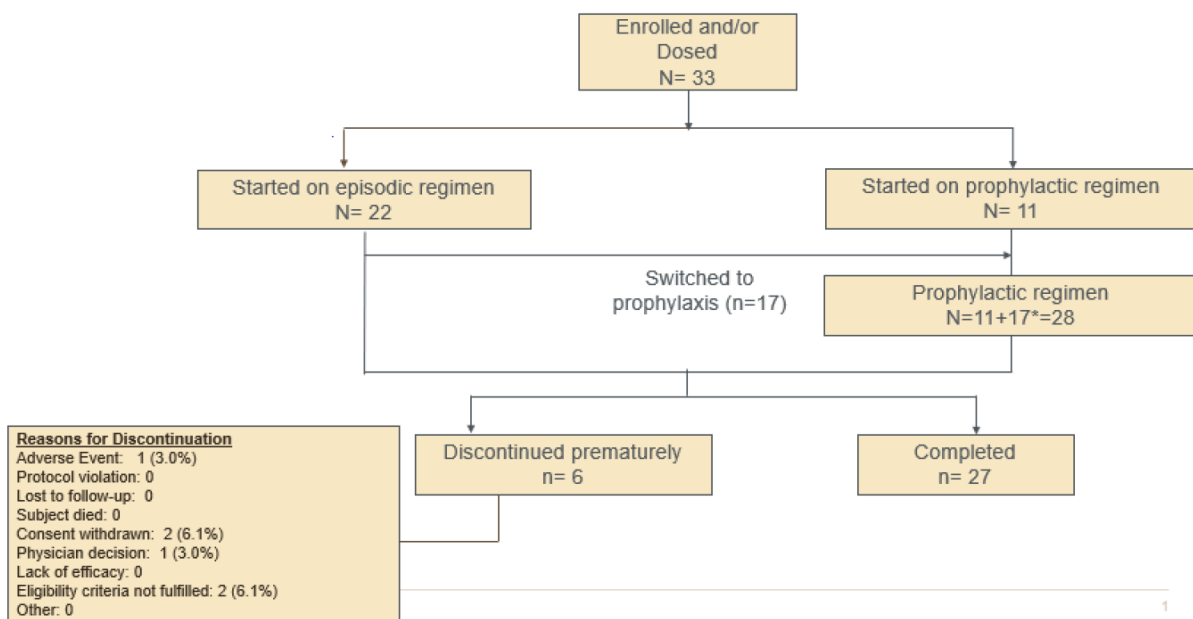 Enrolled and/or
Dosed
N= 33
Started on episodic regimen
N= 22
Started on prophylactic regimen
N= 11
Switched to
prophylaxis (n=17)
Prophylactic regimen
N=11+17*=28
Discontinued prematurely
n= 6
Completed
n= 27
Reasons for Discontinuation
Adverse Event: 1 (3.0%)
Protocol violation: 0
Lost to follow-up: 0
Subject died: 0
Consent withdrawn: 2 (6.1%)
Physician decision: 1 (3.0%)
Lack of efficacy: 0
Eligibility criteria not fulfilled: 2 (6.1%)
Other: 0
1